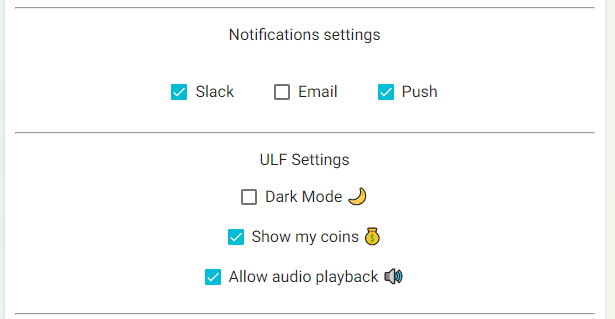 Notifications settings
Slack Email Push
ULF Settings
Dark Mode 🌙
Show my coins 💰
Allow audio playback 🔊